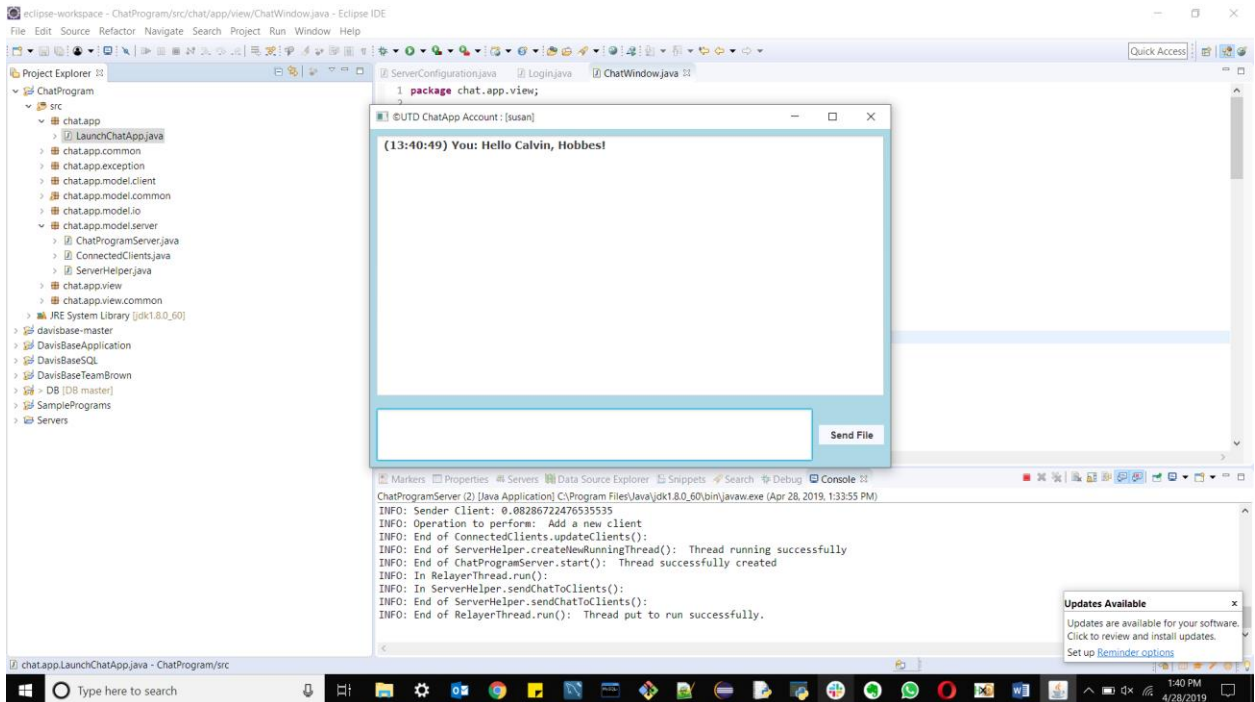 eclipse-workspace - ChatProgram/src/chat/app/view/ChatWindow.java - Eclipse IDE
File Edit Source Refactor Navigate Search Project Run Window Help
Quick Access
Project Explorer
ServerConfiguration.java Login.java ChatWindow.java
ChatProgram
src
chat.app
LaunchChatApp.java
chat.app.common
chat.app.exception
chat.app.model.client
chat.app.model.common
chat.app.model.io
chat.app.model.server
ChatProgramServer.java
ConnectedClients.java
ServerHelper.java
chat.app.view
chat.app.view.common
JRE System Library [jdk1.8.0_60]
davisbase-master
DavisBaseApplication
DavisBaseSQL
DavisBaseTeamBrown
> DB [DB master]
SamplePrograms
Servers
1 package chat.app.view;
2
©UTD ChatApp Account : [susan]
(13:40:49) You: Hello Calvin, Hobbes!
Send File
Markers Properties Servers Data Source Explorer Snippets Search Debug Console
ChatProgramServer (2) [Java Application] C:\Program Files\Java\jdk1.8.0_60\bin\javaw.exe (Apr 28, 2019, 1:33:55 PM)
INFO: Sender Client: 0.08286722476535535
INFO: Operation to perform: Add a new client
INFO: End of ConnectedClients.updateClients():
INFO: End of ServerHelper.createNewRunningThread(): Thread running successfully
INFO: End of ChatProgramServer.start(): Thread successfully created
INFO: In RelayerThread.run():
INFO: In ServerHelper.sendChatToClients():
INFO: End of ServerHelper.sendChatToClients():
INFO: End of RelayerThread.run(): Thread put to run successfully.
Updates Available x
Updates are available for your software.
Click to review and install updates.
Set up Reminder options
chat.app.LaunchChatApp.java - ChatProgram/src
Type here to search
1:40 PM
4/28/2019